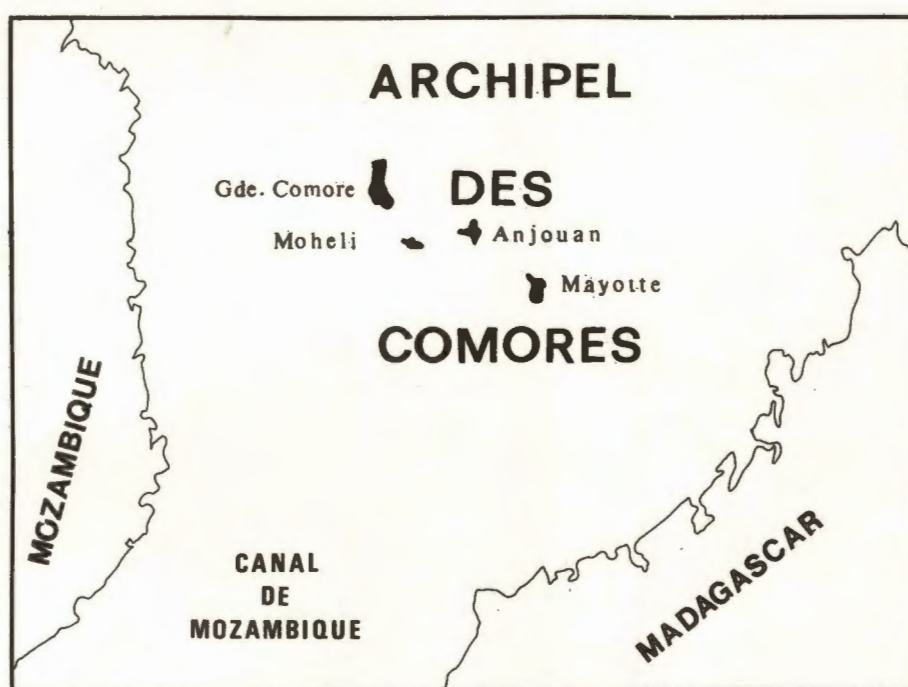 ARCHIPEL
DES
COMORES
Gde. Comore
Moheli
Anjouan
Mayotte
MOZAMBIQUE
CANAL
DE
MOZAMBIQUE
MADAGASCAR